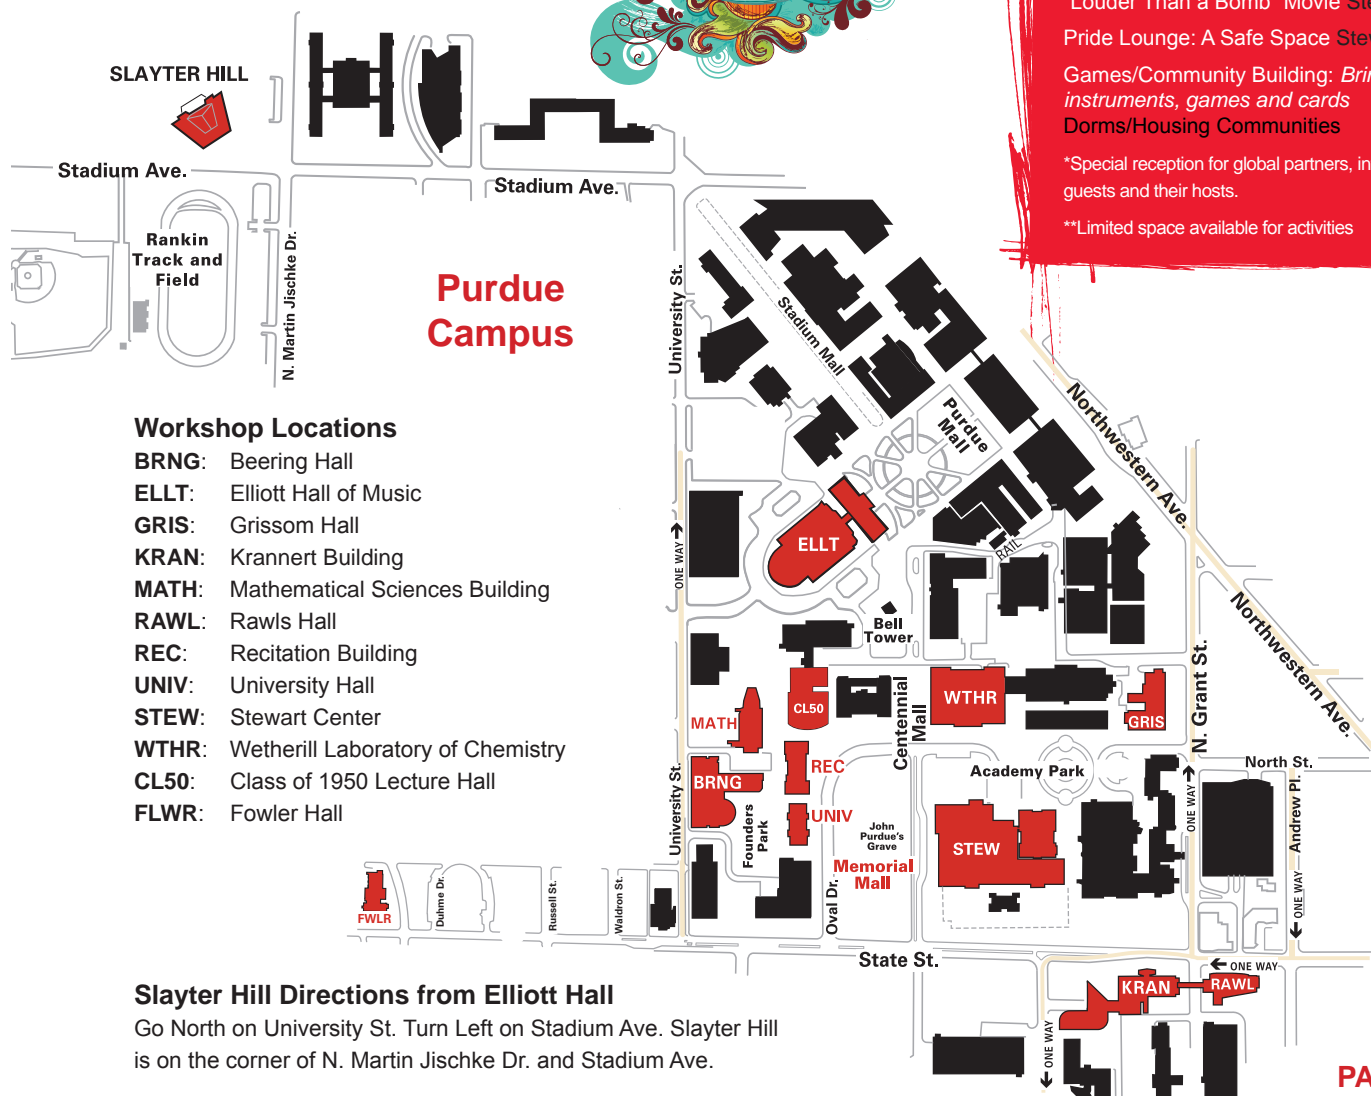 "Louder Than a Bomb" Movie
Pride Lounge: A Safe Space
Games/Community Building:
instruments, games and cards
Dorms/Housing Communities
*Special reception for global partners,
guests and their hosts.
**Limited space available for activities
SLAYTER HILL
Stadium Ave.
Stadium Ave.
Rankin
Track and
Field
N. Martin Jischke Dr.
Purdue
Campus
University St.
Stadium Mall
Purdue
Mall
Northwestern Ave.
Workshop Locations
BRNG: Beering Hall
ELLT: Elliott Hall of Music
GRIS: Grissom Hall
KRAN: Krannert Building
MATH: Mathematical Sciences Building
RAWL: Rawls Hall
REC: Recitation Building
UNIV: University Hall
STEW: Stewart Center
WTHR: Wetherill Laboratory of Chemistry
CL50: Class of 1950 Lecture Hall
FLWR: Fowler Hall
ONE WAY
ELLT
RAIL
Bell
Tower
Northwestern Ave.
N. Grant St.
MATH
CL50
Centennial
Mall
WTHR
GRIS
BRNG
REC
Academy Park
North St.
University St.
Founders
Park
UNIV
John
Purdue's
Grave
Memorial
Mall
STEW
ONE WAY
Andrew Pl.
ONE WAY
FWLR
Duhme Dr.
Russell St.
Waldron St.
Oval Dr.
State St.
ONE WAY
KRAN
RAWL
ONE WAY
Slayter Hill Directions from Elliott Hall
Go North on University St. Turn Left on Stadium Ave. Slayter Hill
is on the corner of N. Martin Jischke Dr. and Stadium Ave.
PA